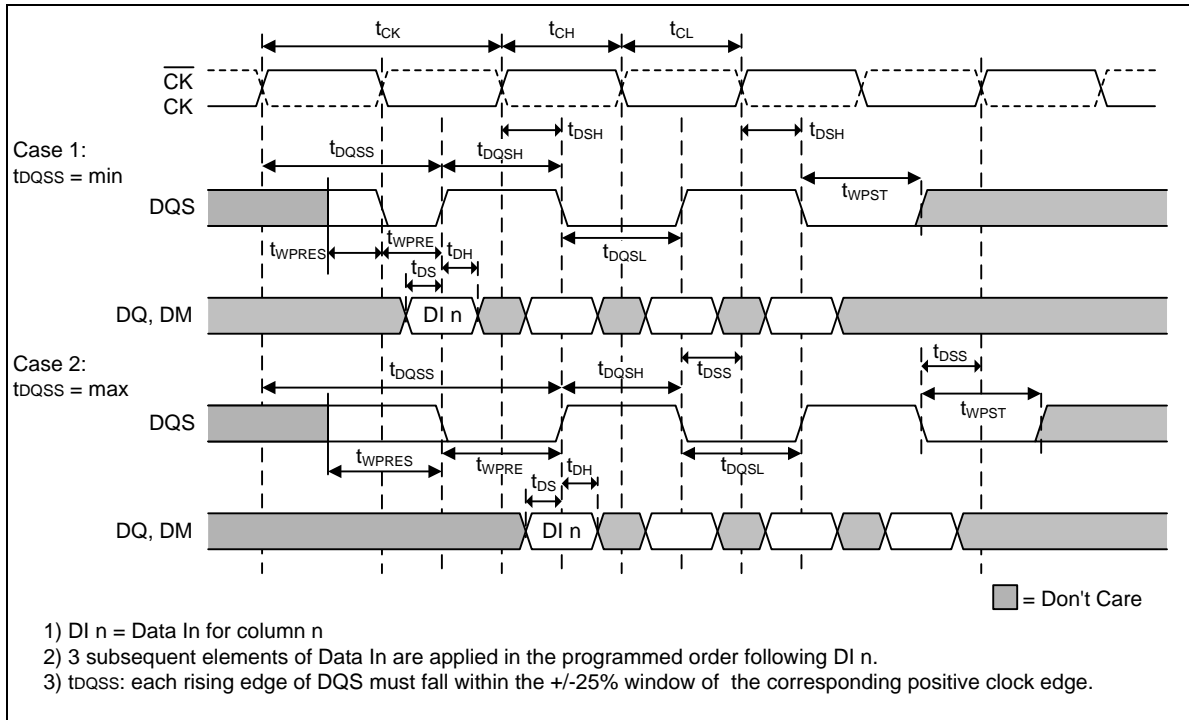 tCK tCH tCL
CK
CK
tDSH tDSH
Case 1:
tDQSS = min
tDQSS tDQSH
tWPST
DQS
tWPRES tWPRE tDH tDQSL
tDS
DQ, DM DI n
Case 2:
tDQSS = max
tDQSS tDQSH tDSS tDSS
tWPST
DQS
tWPRES tWPRE tDH tDQSL
tDS
DQ, DM DI n
= Don't Care
1) DI n = Data In for column n
2) 3 subsequent elements of Data In are applied in the programmed order following DI n.
3) tDQSS: each rising edge of DQS must fall within the +/-25% window of the corresponding positive clock edge.